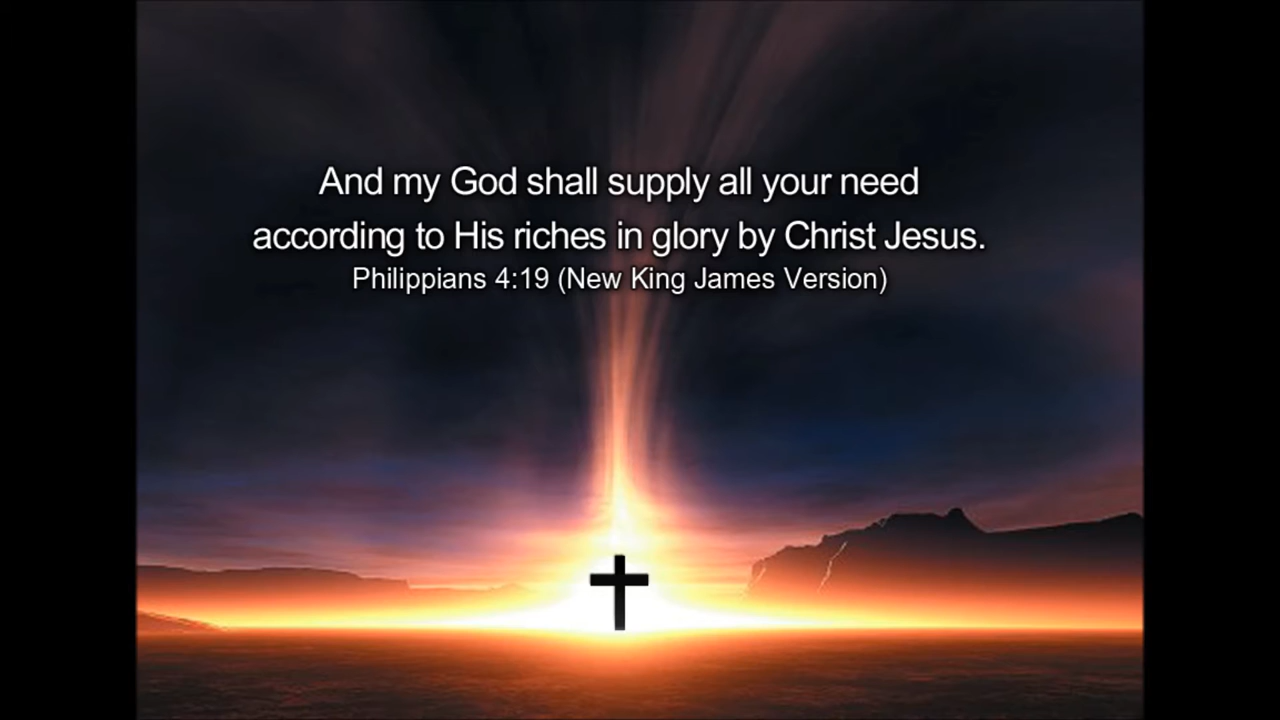 And my God shall supply all your need
according to His riches in glory by Christ Jesus.
Philippians 4:19 (New King James Version)